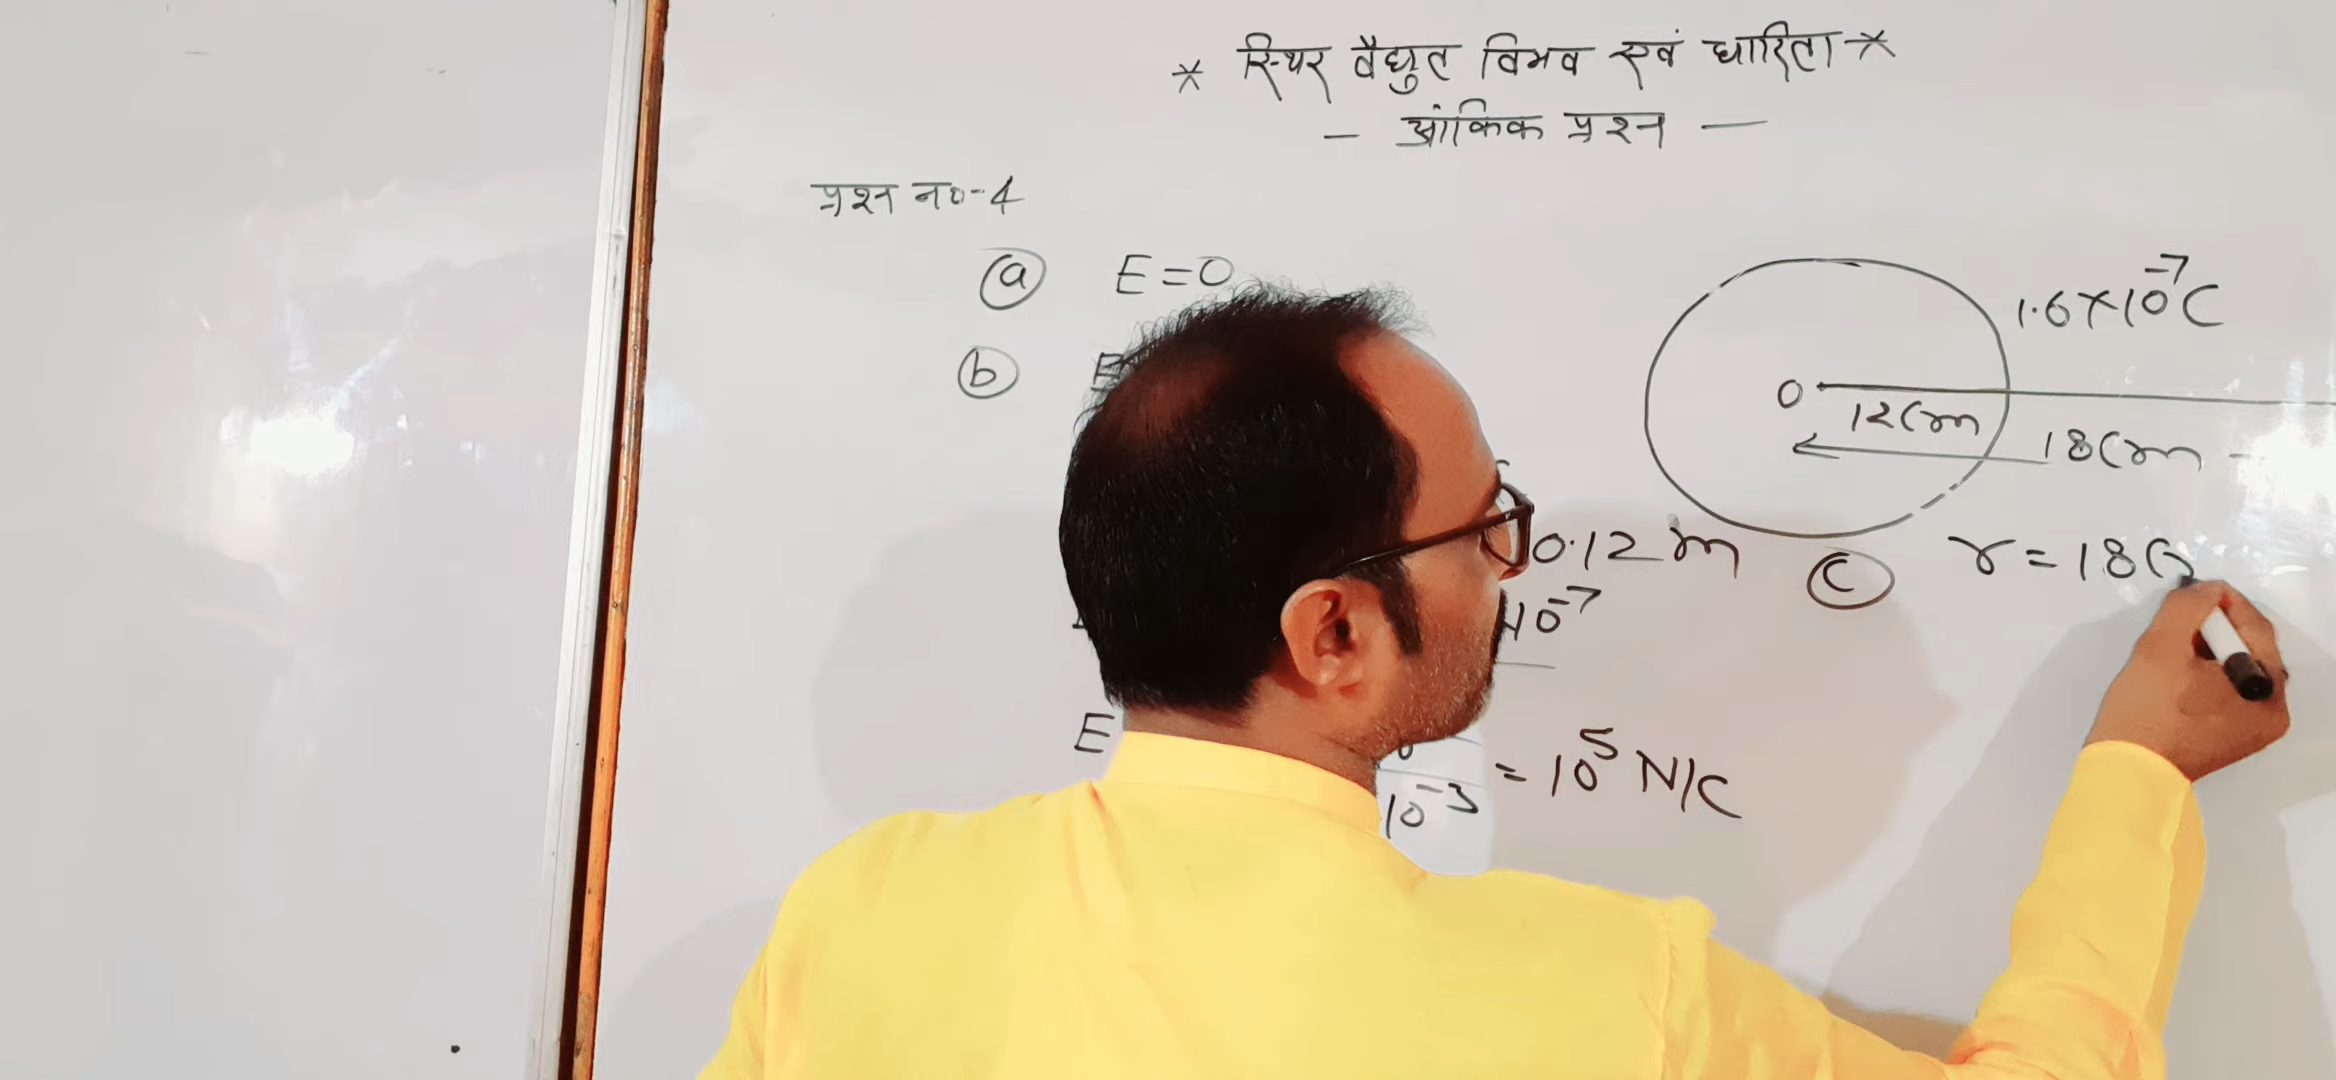 * स्थिर वैद्युत विभव एवं धारिता *
- आंकिक प्रश्न -
प्रश्न न०-4
(a) E=0
(b) E
1.6×10⁻⁷C
O
12Cm
18Cm
0.12m
10⁻⁷
E
10⁻³
= 10⁵ N/C
(C) r=18C